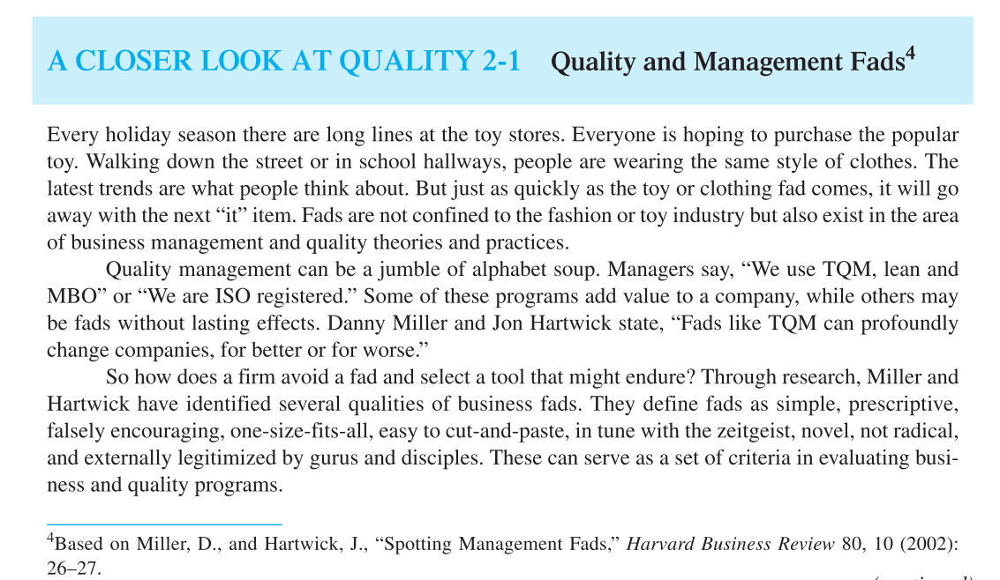 A CLOSER LOOK AT QUALITY 2-1 Quality and Management Fads4
Every holiday season there are long lines at the toy stores. Everyone is hoping to purchase the popular
toy. Walking down the street or in school hallways, people are wearing the same style of clothes. The
latest trends are what people think about. But just as quickly as the toy or clothing fad comes, it will go
away with the next “it” item. Fads are not confined to the fashion or toy industry but also exist in the area
of business management and quality theories and practices.
Quality management can be a jumble of alphabet soup. Managers say, “We use TQM, lean and
MBO” or “We are ISO registered.” Some of these programs add value to a company, while others may
be fads without lasting effects. Danny Miller and Jon Hartwick state, “Fads like TQM can profoundly
change companies, for better or for worse.”
So how does a firm avoid a fad and select a tool that might endure? Through research, Miller and
Hartwick have identified several qualities of business fads. They define fads as simple, prescriptive,
falsely encouraging, one-size-fits-all, easy to cut-and-paste, in tune with the zeitgeist, novel, not radical,
and externally legitimized by gurus and disciples. These can serve as a set of criteria in evaluating busi-
ness and quality programs.
4Based on Miller, D., and Hartwick, J., “Spotting Management Fads,” Harvard Business Review 80, 10 (2002):
26–27.